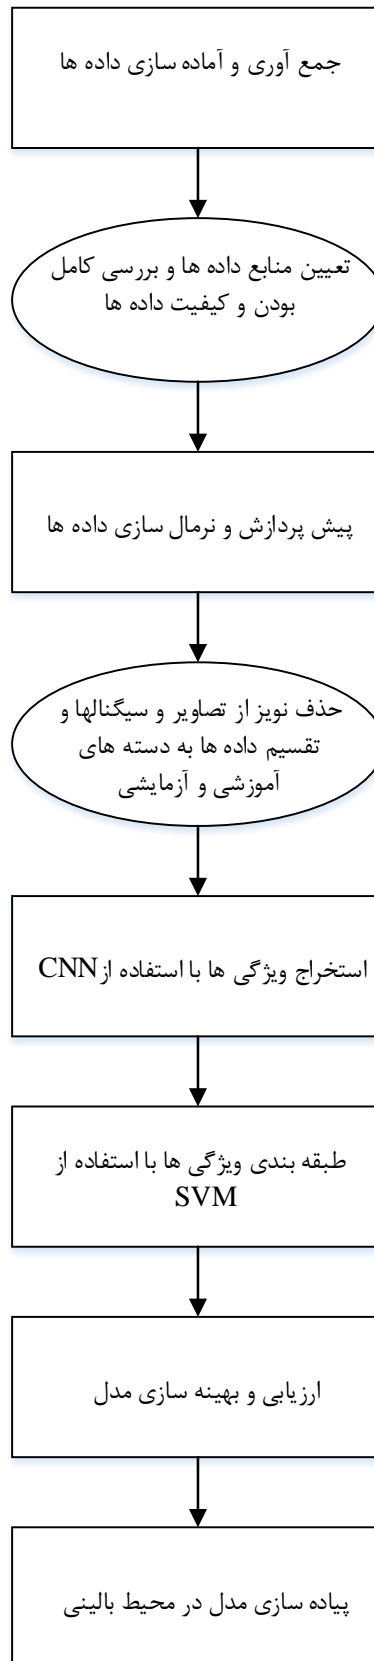 جمع آوری و آماده سازی داده ها
تعیین منابع داده ها و بررسی کامل
بودن و کیفیت داده ها
پیش پردازش و نرمال سازی داده ها
حذف نویز از تصاویر و سیگنالها و
تقسیم داده ها به دسته های
آموزشی و آزمایشی
استخراج ویژگی ها با استفاده از CNN
طبقه بندی ویژگی ها با استفاده از
SVM
ارزیابی و بهینه سازی مدل
پیاده سازی مدل در محیط بالینی